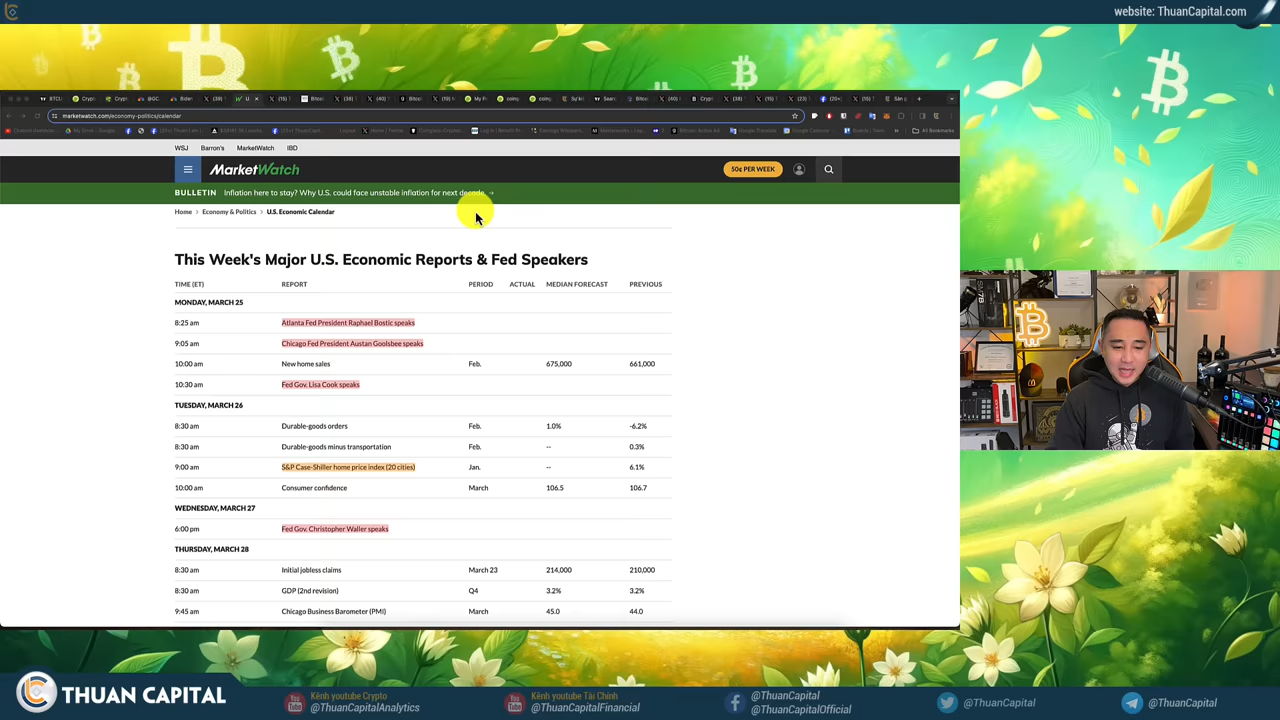 website: ThuanCapital.com
marketwatch.com/economy-politics/calendar
WSJ Barron's MarketWatch IBD
MarketWatch
50¢ PER WEEK
BULLETIN Inflation here to stay? Why U.S. could face unstable inflation for next decade. →
Home > Economy & Politics > U.S. Economic Calendar
This Week's Major U.S. Economic Reports & Fed Speakers
TIME (ET) REPORT PERIOD ACTUAL MEDIAN FORECAST PREVIOUS
MONDAY, MARCH 25
8:25 am Atlanta Fed President Raphael Bostic speaks
9:05 am Chicago Fed President Austan Goolsbee speaks
10:00 am New home sales Feb. 675,000 661,000
10:30 am Fed Gov. Lisa Cook speaks
TUESDAY, MARCH 26
8:30 am Durable-goods orders Feb. 1.0% -6.2%
8:30 am Durable-goods minus transportation Feb. -- 0.3%
9:00 am S&P Case-Shiller home price index (20 cities) Jan. -- 6.1%
10:00 am Consumer confidence March 106.5 106.7
WEDNESDAY, MARCH 27
6:00 pm Fed Gov. Christopher Waller speaks
THURSDAY, MARCH 28
8:30 am Initial jobless claims March 23 214,000 210,000
8:30 am GDP (2nd revision) Q4 3.2% 3.2%
9:45 am Chicago Business Barometer (PMI) March 45.0 44.0
THUAN CAPITAL
Kênh youtube Crypto
@ThuanCapitalAnalytics
Kênh youtube Tài Chính
@ThuanCapitalFinancial
@ThuanCapital
@ThuanCapitalOfficial
@ThuanCapital
@ThuanCapital